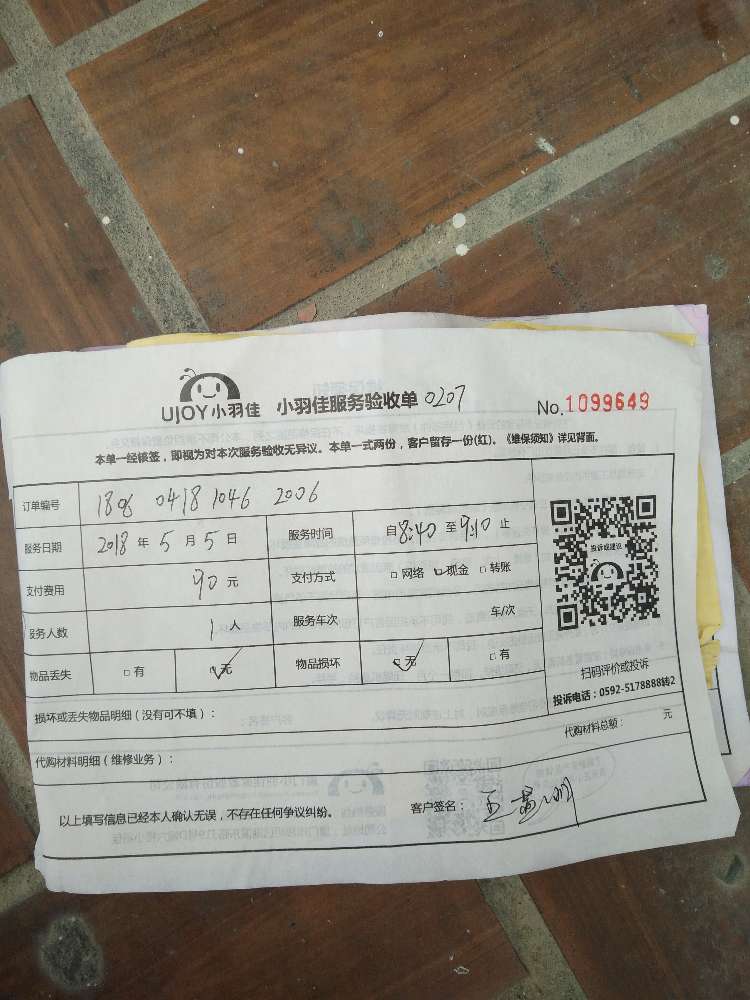 UJOY小羽佳 小羽佳服务验收单 0207 No.1099649
本单一经核签，即视为对本次服务验收无异议。本单一式两份，客户留存一份(红)。《维保须知》详见背面。
订单编号 1808 0418 1046 2006
服务日期 2018 年 5 月 5 日 服务时间 自 8:40 至 9:10 止
支付费用 90 元 支付方式 □ 网络 ☑ 现金 □ 转账
服务人数 1 人 服务车次 车/次
物品丢失 □ 有 ☑ 无 物品损坏 ☑ 无 □ 有
投诉或建议
扫码评价或投诉
投诉电话：0592-5178888转2
损坏或丢失物品明细（没有可不填）：
代购材料明细（维修业务）： 代购材料总额： 元
以上填写信息已经本人确认无误，不存在任何争议纠纷。 客户签名：